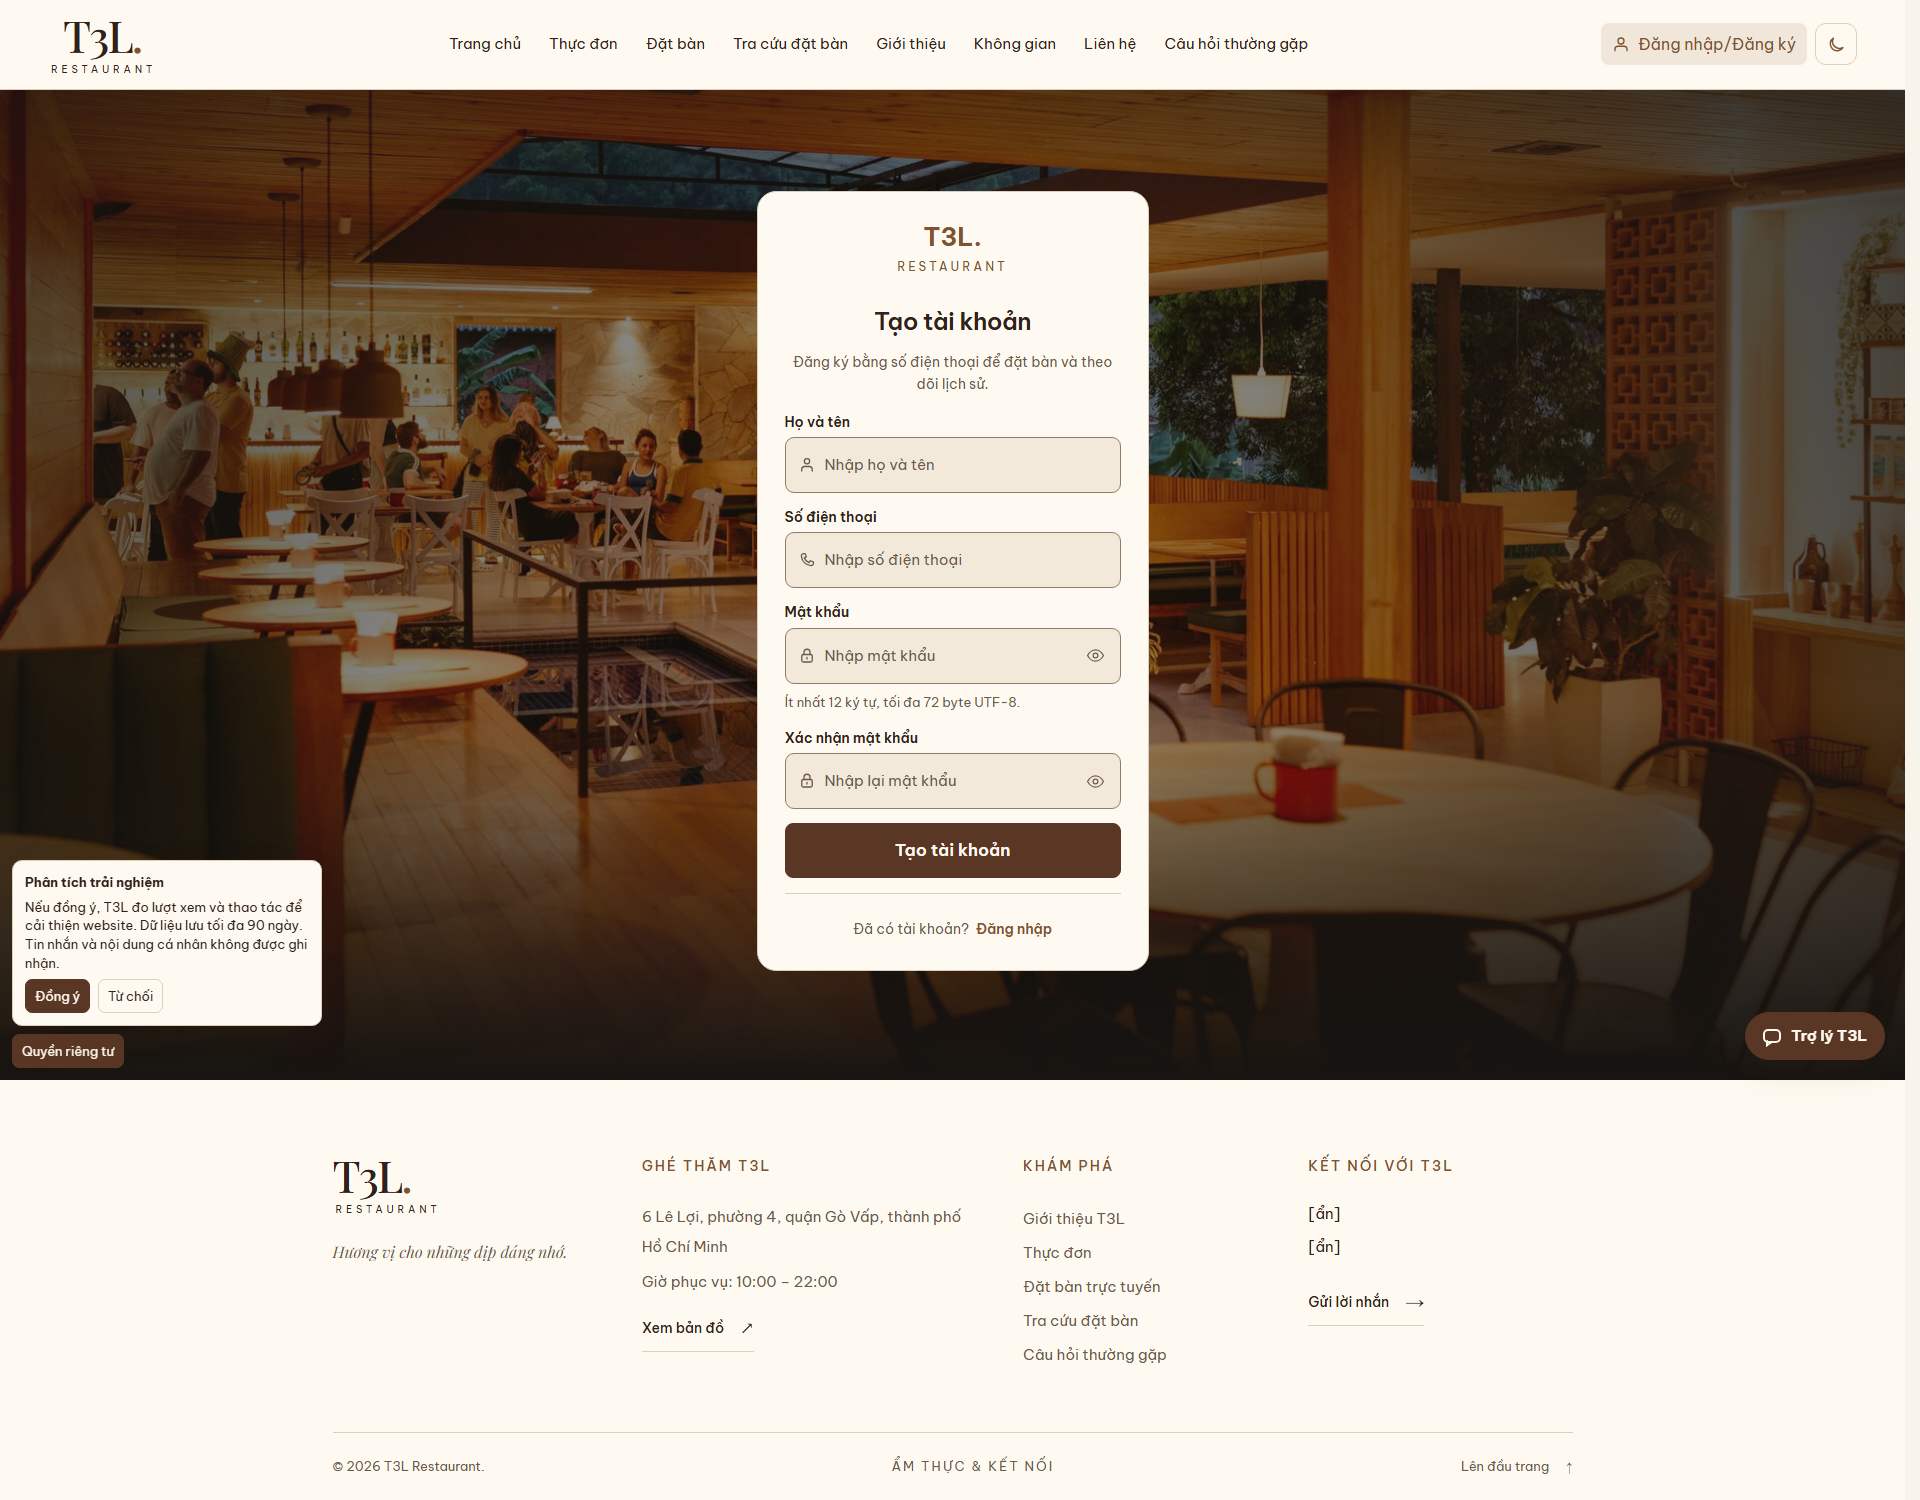 T3L.
RESTAURANT
Trang chủ
Thực đơn
Đặt bàn
Tra cứu đặt bàn
Giới thiệu
Không gian
Liên hệ
Câu hỏi thường gặp
Đăng nhập/Đăng ký
T3L.
RESTAURANT
Tạo tài khoản
Đăng ký bằng số điện thoại để đặt bàn và theo
dõi lịch sử.
Họ và tên
Nhập họ và tên
Số điện thoại
Nhập số điện thoại
Mật khẩu
Nhập mật khẩu
Ít nhất 12 ký tự, tối đa 72 byte UTF-8.
Xác nhận mật khẩu
Nhập lại mật khẩu
Tạo tài khoản
Đã có tài khoản? Đăng nhập
Phân tích trải nghiệm
Nếu đồng ý, T3L đo lượt xem và thao tác để
cải thiện website. Dữ liệu lưu tối đa 90 ngày.
Tin nhắn và nội dung cá nhân không được ghi
nhận.
Đồng ý
Từ chối
Quyền riêng tư
Trợ lý T3L
T3L.
RESTAURANT
Hương vị cho những dịp đáng nhớ.
GHÉ THĂM T3L
6 Lê Lợi, phường 4, quận Gò Vấp, thành phố
Hồ Chí Minh
Giờ phục vụ: 10:00 – 22:00
Xem bản đồ ↗
KHÁM PHÁ
Giới thiệu T3L
Thực đơn
Đặt bàn trực tuyến
Tra cứu đặt bàn
Câu hỏi thường gặp
KẾT NỐI VỚI T3L
[ẩn]
[ẩn]
Gửi lời nhắn →
© 2026 T3L Restaurant.
ẨM THỰC & KẾT NỐI
Lên đầu trang ↑